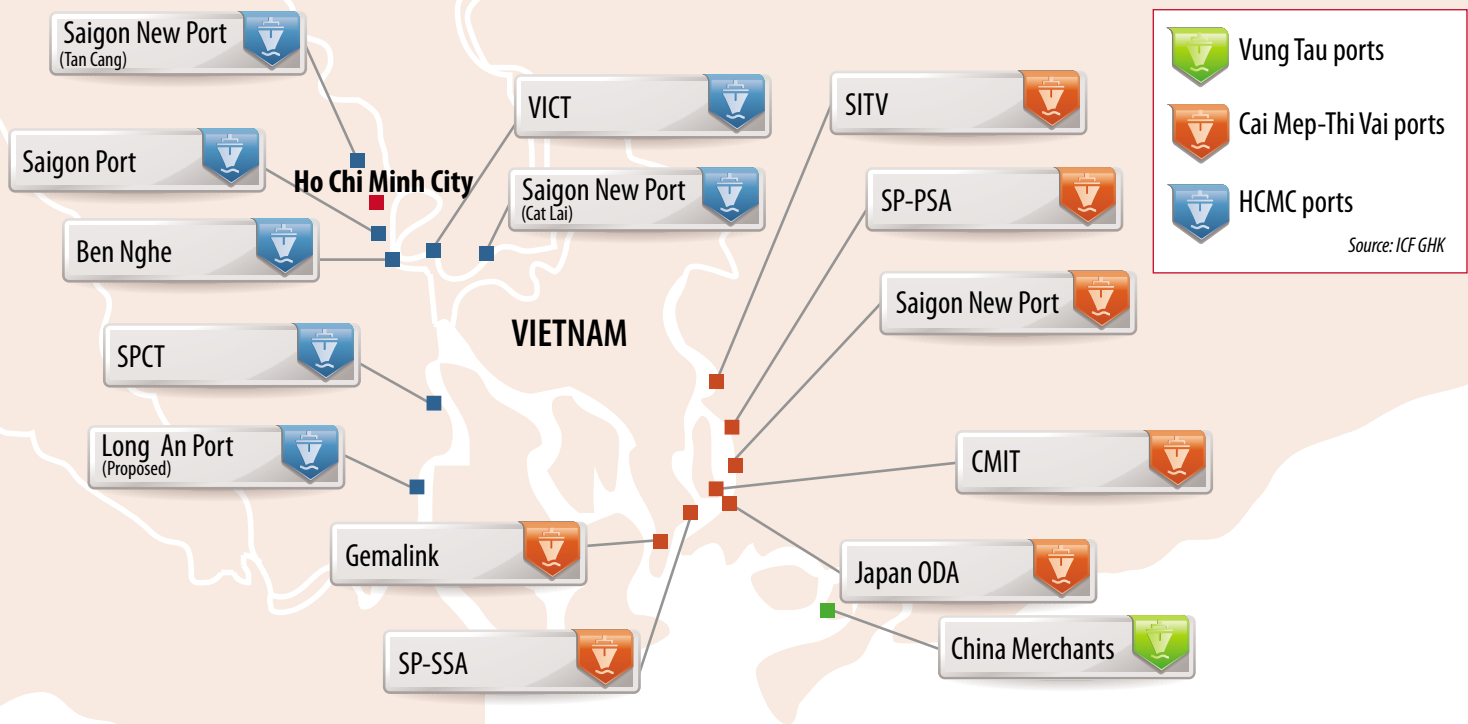 Saigon New Port
(Tan Cang)
Saigon Port
Ho Chi Minh City
Ben Nghe
VICT
Saigon New Port
(Cat Lai)
SPCT
Long An Port
(Proposed)
VIETNAM
SITV
SP-PSA
Saigon New Port
CMIT
Gemalink
Japan ODA
SP-SSA
China Merchants
Vung Tau ports
Cai Mep-Thi Vai ports
HCMC ports
Source: ICF GHK